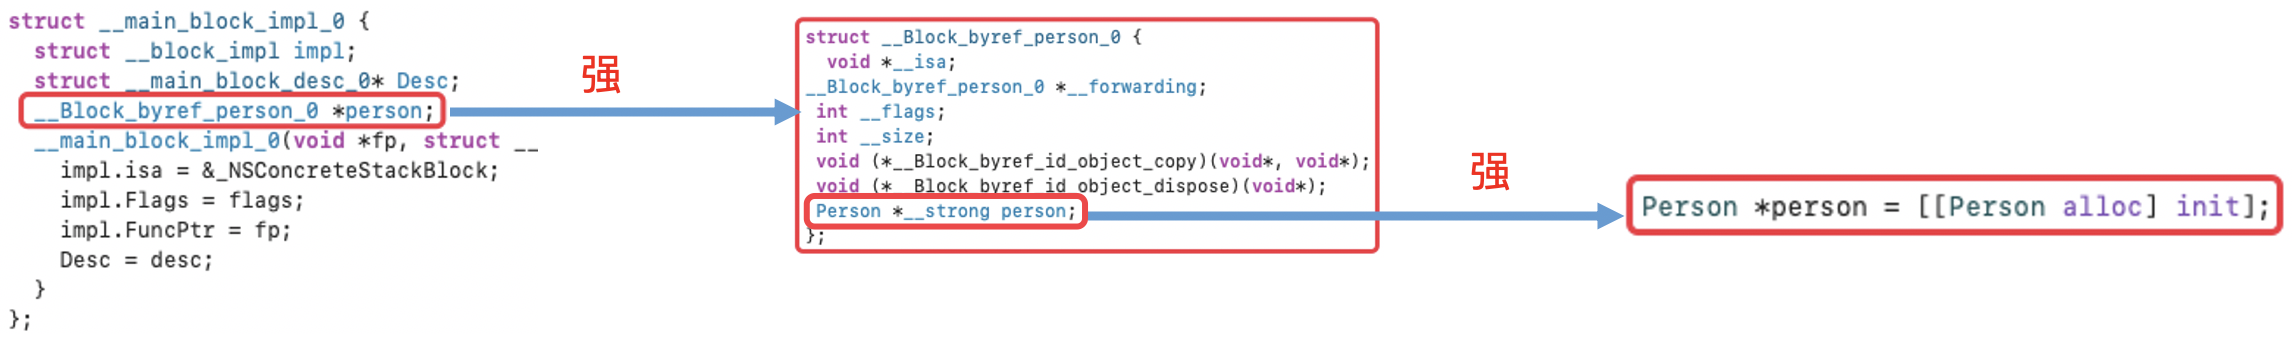 struct __main_block_impl_0 {
struct __block_impl impl;
struct __main_block_desc_0* Desc;
__Block_byref_person_0 *person;
__main_block_impl_0(void *fp, struct __
impl.isa = &_NSConcreteStackBlock;
impl.Flags = flags;
impl.FuncPtr = fp;
Desc = desc;
}
};
强
struct __Block_byref_person_0 {
void *__isa;
__Block_byref_person_0 *__forwarding;
int __flags;
int __size;
void (*__Block_byref_id_object_copy)(void*, void*);
void (*__Block_byref_id_object_dispose)(void*);
Person *__strong person;
};
强
Person *person = [[Person alloc] init];